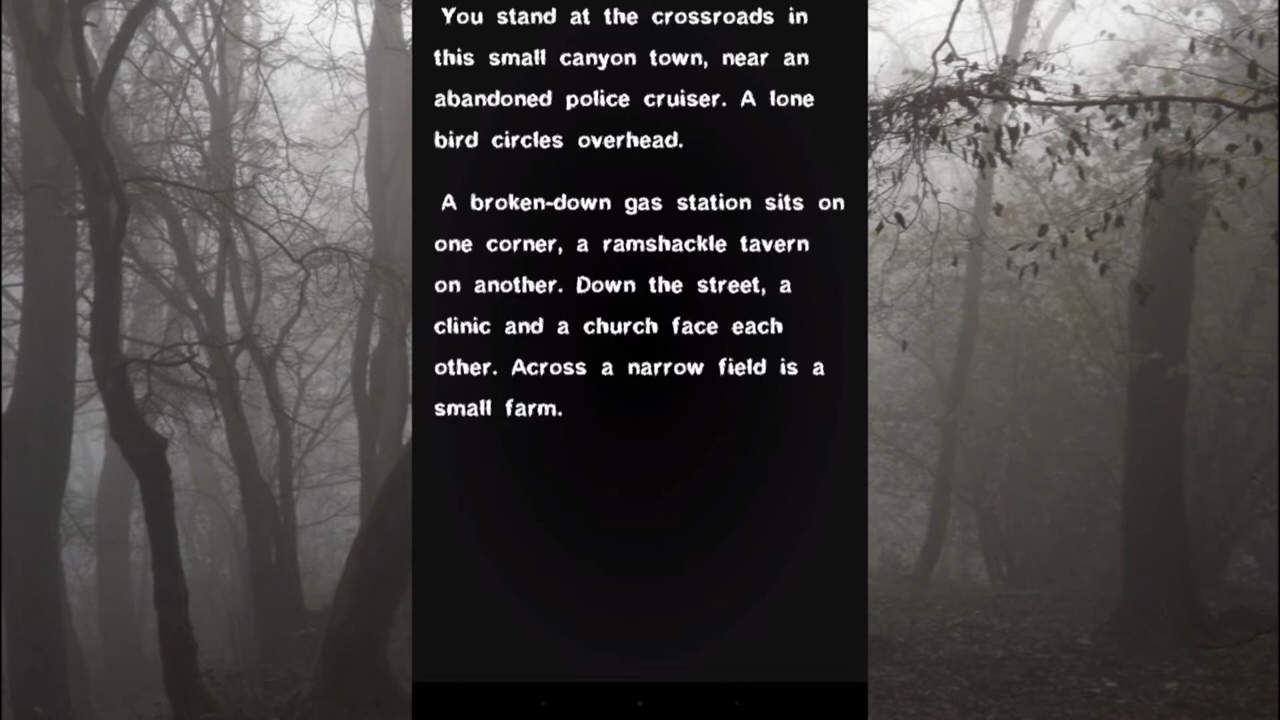 You stand at the crossroads in
this small canyon town, near an
abandoned police cruiser. A lone
bird circles overhead.
A broken-down gas station sits on
one corner, a ramshackle tavern
on another. Down the street, a
clinic and a church face each
other. Across a narrow field is a
small farm.